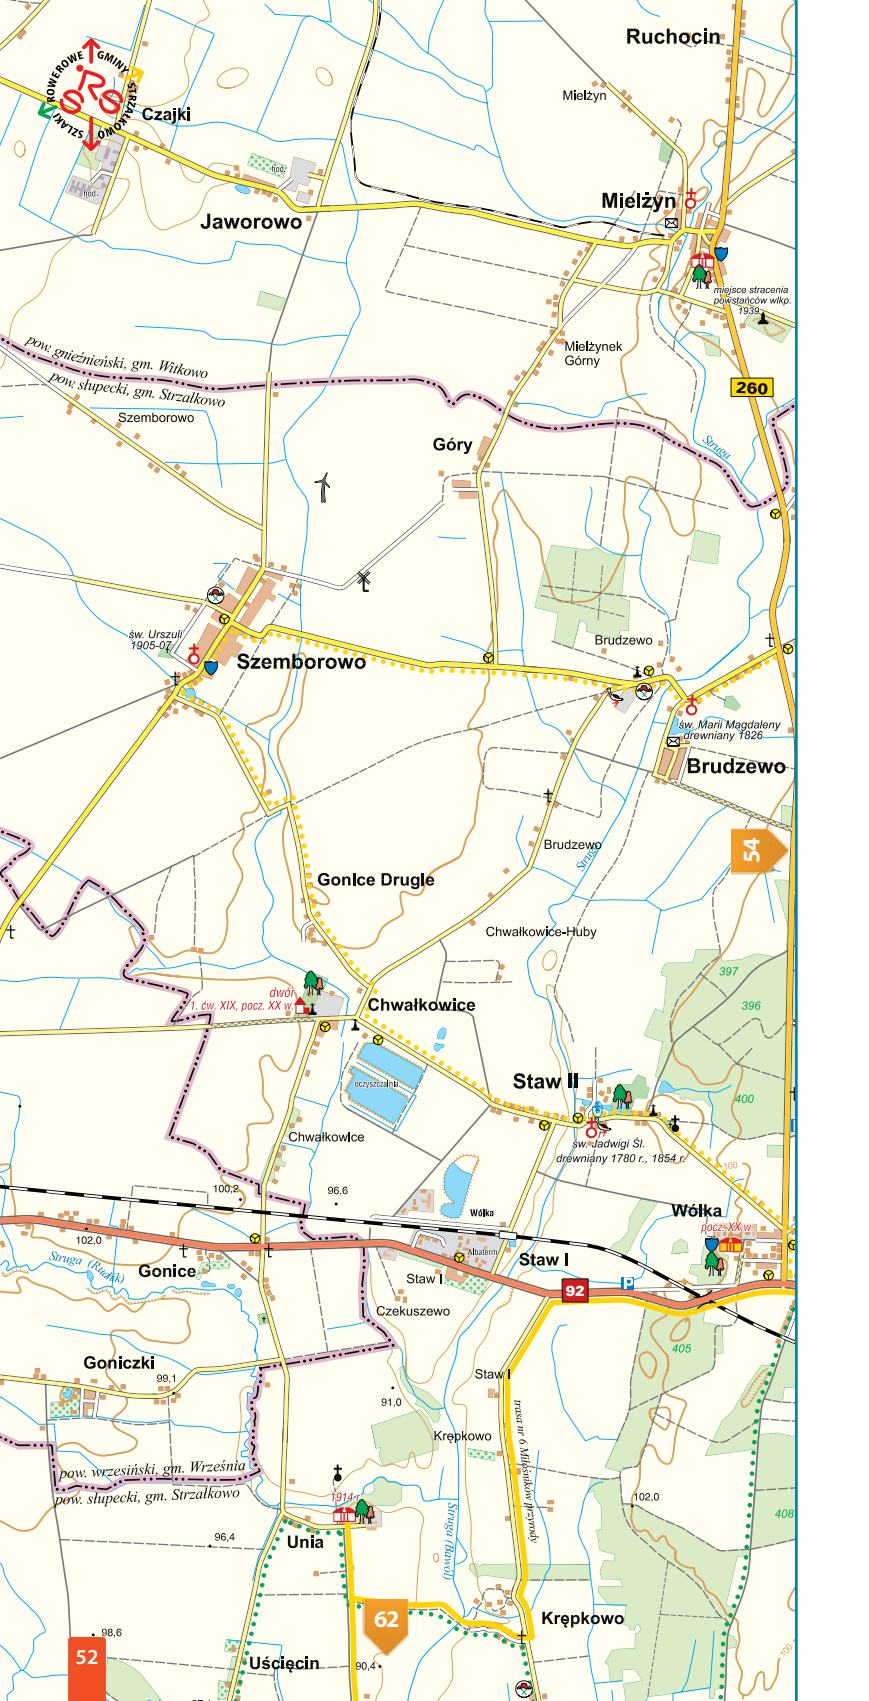 Ruchocin
SZLAKI ROWEROWE GMINY STRZAŁKOWO
SRS
Mielżyn
Czajki
hod.
hod.
Mielżyn
Jaworowo
miejsce stracenia
powstańców wlkp.
1939
Mielżynek
Górny
pow. gnieźnieński, gm. Witkowo
pow. słupecki, gm. Strzałkowo
260
Szemborowo
Góry
Struga
św. Urszuli
1905-07
Brudzewo
Szemborowo
św. Marii Magdaleny
drewniany 1826
Brudzewo
Brudzewo
Struga
54
Gonice Drugie
Chwałkowice-Huby
397
dwór
1. ćw. XIX, pocz. XX w.
Chwałkowice
396
oczyszczalnia
Staw II
400
Chwałkowice
św. Jadwigi Śl.
drewniany 1780 r., 1854 r.
100
100,2
96,6
Wólka
Wólka
pocz. XX w.
102,0
Albaterm
Struga (Rudnik)
Gonice
Staw I
Staw I
92
P
Czekuszewo
405
Goniczki
99,1
Staw I
91,0
trasa nr 6 Miłośników przyrody
Krępkowo
pow. wrzesiński, gm. Września
pow. słupecki, gm. Strzałkowo
1914 r.
102,0
Struga (Bawół)
408
96,4
Unia
62
Krępkowo
98,6
52
Uścięcin
90,4
100